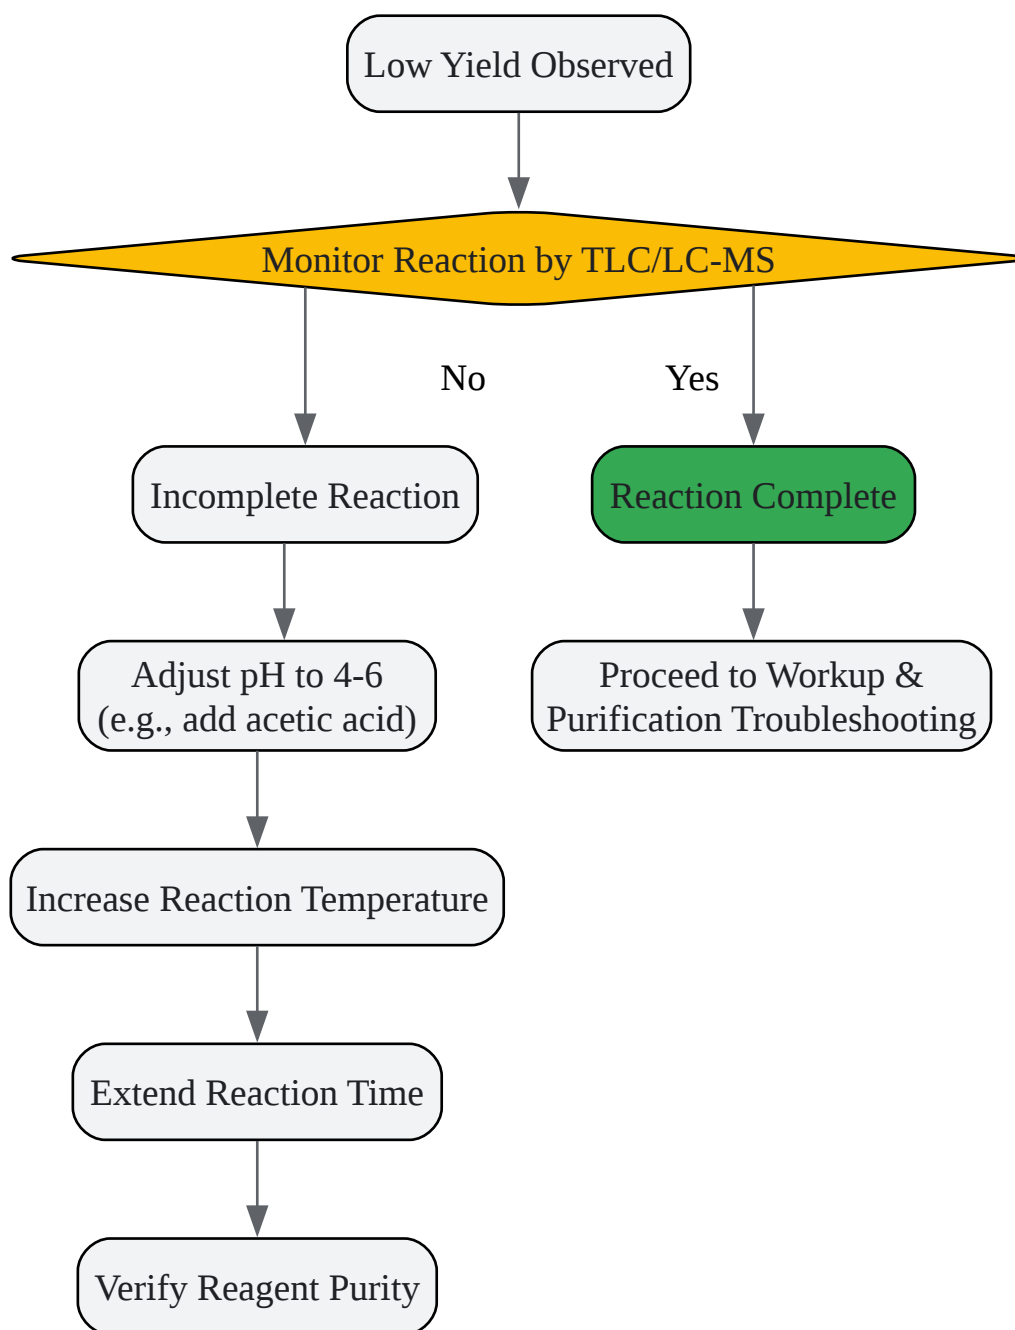 Low Yield Observed
Monitor Reaction by TLC/LC-MS
No
Yes
Incomplete Reaction
Reaction Complete
Adjust pH to 4-6
(e.g., add acetic acid)
Proceed to Workup &
Purification Troubleshooting
Increase Reaction Temperature
Extend Reaction Time
Verify Reagent Purity